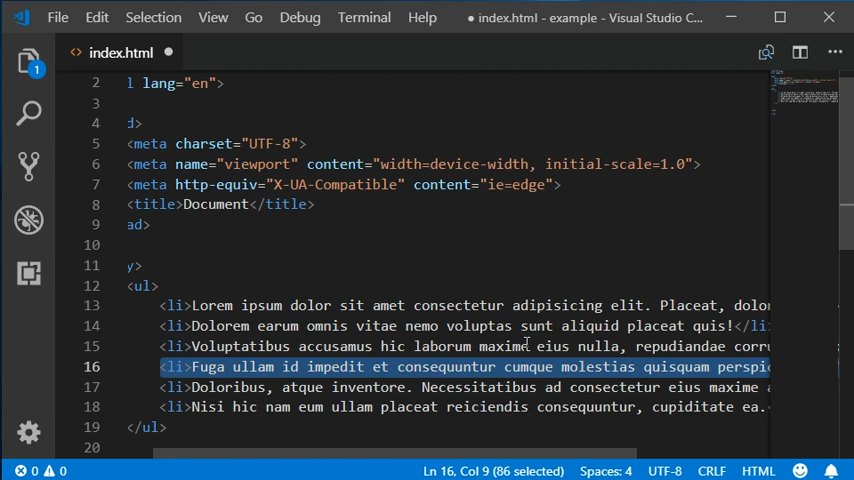 File Edit Selection View Go Debug Terminal Help ● index.html - example - Visual Studio C...
<> index.html ●
1
2 l lang="en">
3
4 d>
5 <meta charset="UTF-8">
6 <meta name="viewport" content="width=device-width, initial-scale=1.0">
7 <meta http-equiv="X-UA-Compatible" content="ie=edge">
8 <title>Document</title>
9 ad>
10
11 y>
12 <ul>
13 <li>Lorem ipsum dolor sit amet consectetur adipisicing elit. Placeat, dolo
14 <li>Dolorem earum omnis vitae nemo voluptas sunt aliquid placeat quis!</li
15 <li>Voluptatibus accusamus hic laborum maxime eius nulla, repudiandae corr
16 <li>Fuga ullam id impedit et consequuntur cumque molestias quisquam perspic
17 <li>Doloribus, atque inventore. Necessitatibus ad consectetur eius maxime a
18 <li>Nisi hic nam eum ullam placeat reiciendis consequuntur, cupiditate ea.
19 </ul>
20
0 0 Ln 16, Col 9 (86 selected) Spaces: 4 UTF-8 CRLF HTML